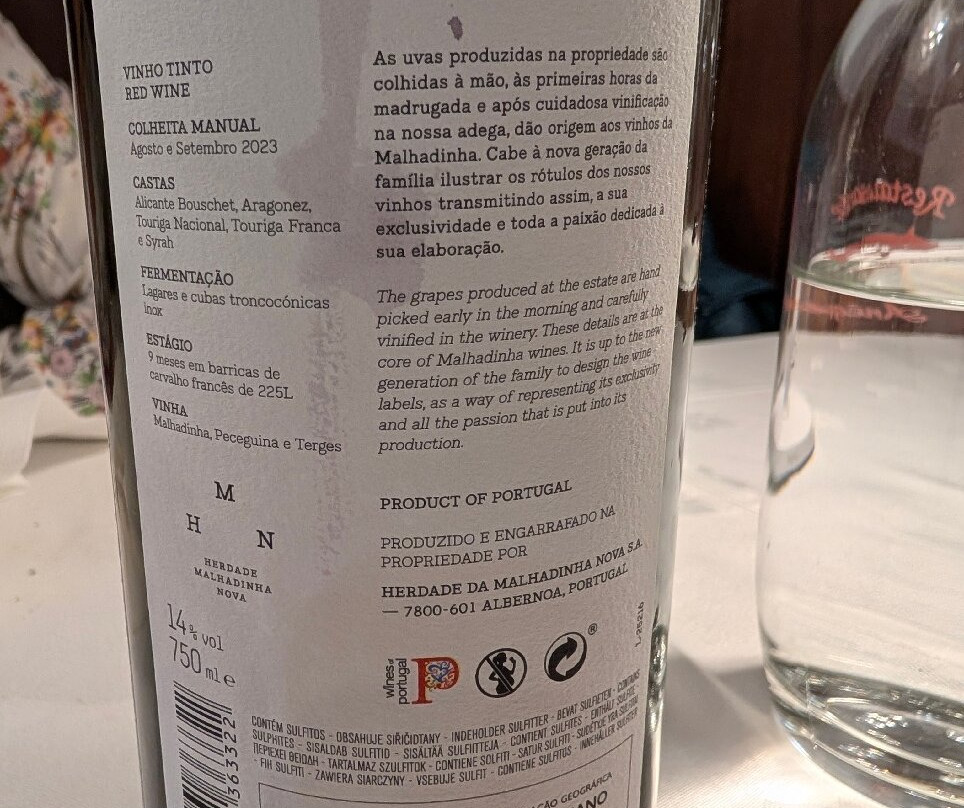 VINHO TINTO
RED WINE
COLHEITA MANUAL
Agosto e Setembro 2023
CASTAS
Alicante Bouschet, Aragonez,
Touriga Nacional, Touriga Franca
e Syrah
FERMENTAÇÃO
Lagares e cubas troncocónicas
Inox
ESTÁGIO
9 meses em barricas de
carvalho francês de 225L
VINHA
Malhadinha, Peceguina e Terges
M
H N
HERDADE
MALHADINHA
NOVA
14% vol
750 ml e
As uvas produzidas na propriedade são
colhidas à mão, às primeiras horas da
madrugada e após cuidadosa vinificação
na nossa adega, dão origem aos vinhos da
Malhadinha. Cabe à nova geração da
família ilustrar os rótulos dos nossos
vinhos transmitindo assim, a sua
exclusividade e toda a paixão dedicada à
sua elaboração.
The grapes produced at the estate are hand
picked early in the morning and carefully
vinified in the winery. These details are at the
core of Malhadinha wines. It is up to the new
generation of the family to design the wine
labels, as a way of representing its exclusivity
and all the passion that is put into its
production.
PRODUCT OF PORTUGAL
PRODUZIDO E ENGARRAFADO NA
PROPRIEDADE POR
HERDADE DA MALHADINHA NOVA S.A.
— 7800-601 ALBERNOA, PORTUGAL
L-25216
wines of
portugal
P
®
CONTÉM SULFITOS - OBSAHUJE SIŘIČIDTANY - INDEHOLDER SULFITTER - BEVAT SULFIETEN - CONTAINS
SULPHITES - SISALDAB SULFITID - SISÄLTÄÄ SULFIITTEJA - CONTIENT SULFITES - ENTHÄLT SULFITE -
ΠΕΡΙΕΧΕΙ ΘΕΙΩΔΗ - TARTALMAZ SZULFITOK - CONTIENE SOLFITI - SATUR SULFITI - SUDĖTYJE YRA SULFITŲ
- FIH SULFITI - ZAWIERA SIARCZYNY - VSEBUJE SULFIT - CONTIENE SULFITOS - INNEHÅLLER SULFITER
3633221